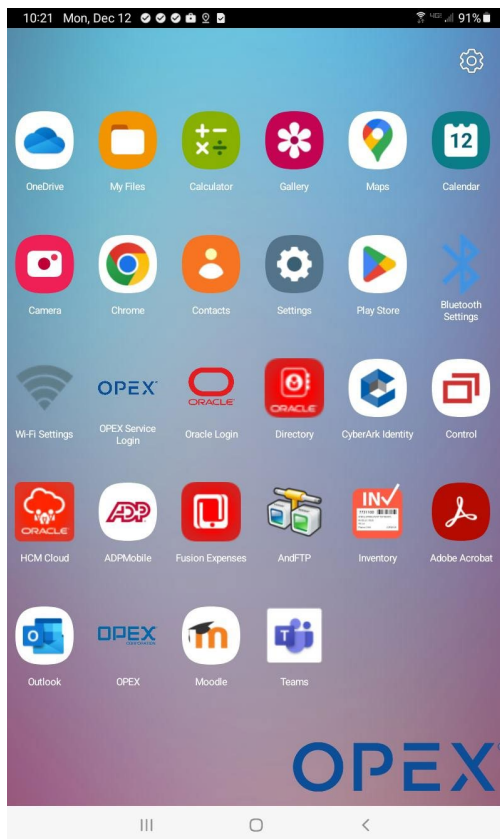 10:21 Mon, Dec 12
91%
12
OneDrive
My Files
Calculator
Gallery
Maps
Calendar
Camera
Chrome
Contacts
Settings
Play Store
Bluetooth
Settings
OPEX
ORACLE
ORACLE
Wi-Fi Settings
OPEX Service
Login
Oracle Login
Directory
CyberArk Identity
Control
ORACLE
ADP
IN✓
HCM Cloud
ADPMobile
Fusion Expenses
AndFTP
Inventory
Adobe Acrobat
OPEX
m
T
Outlook
OPEX
Moodle
Teams
OPEX